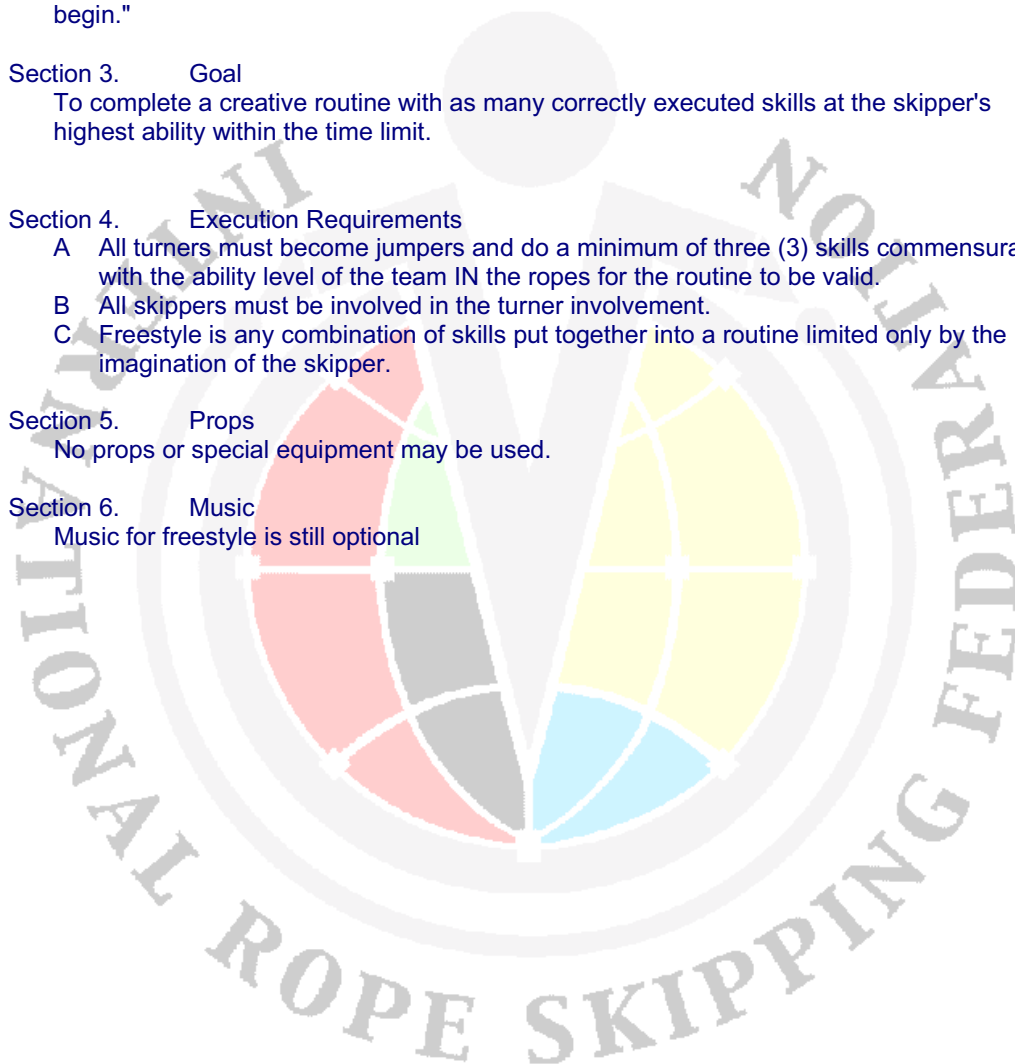 begin."
Section 3. Goal
To complete a creative routine with as many correctly executed skills at the skipper's
highest ability within the time limit.
Section 4. Execution Requirements
A All turners must become jumpers and do a minimum of three (3) skills commensura
with the ability level of the team IN the ropes for the routine to be valid.
B All skippers must be involved in the turner involvement.
C Freestyle is any combination of skills put together into a routine limited only by the
imagination of the skipper.
Section 5. Props
No props or special equipment may be used.
Section 6. Music
Music for freestyle is still optional
INTERNATIONAL ROPE SKIPPING FEDERATION